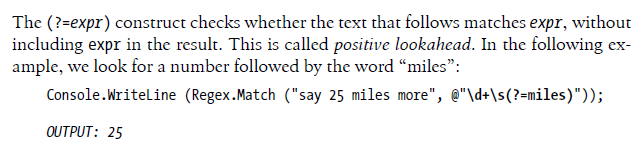 The (?=expr) construct checks whether the text that follows matches expr, without
including expr in the result. This is called positive lookahead. In the following ex-
ample, we look for a number followed by the word “miles”:
Console.WriteLine (Regex.Match ("say 25 miles more", @"\d+\s(?=miles)"));
OUTPUT: 25